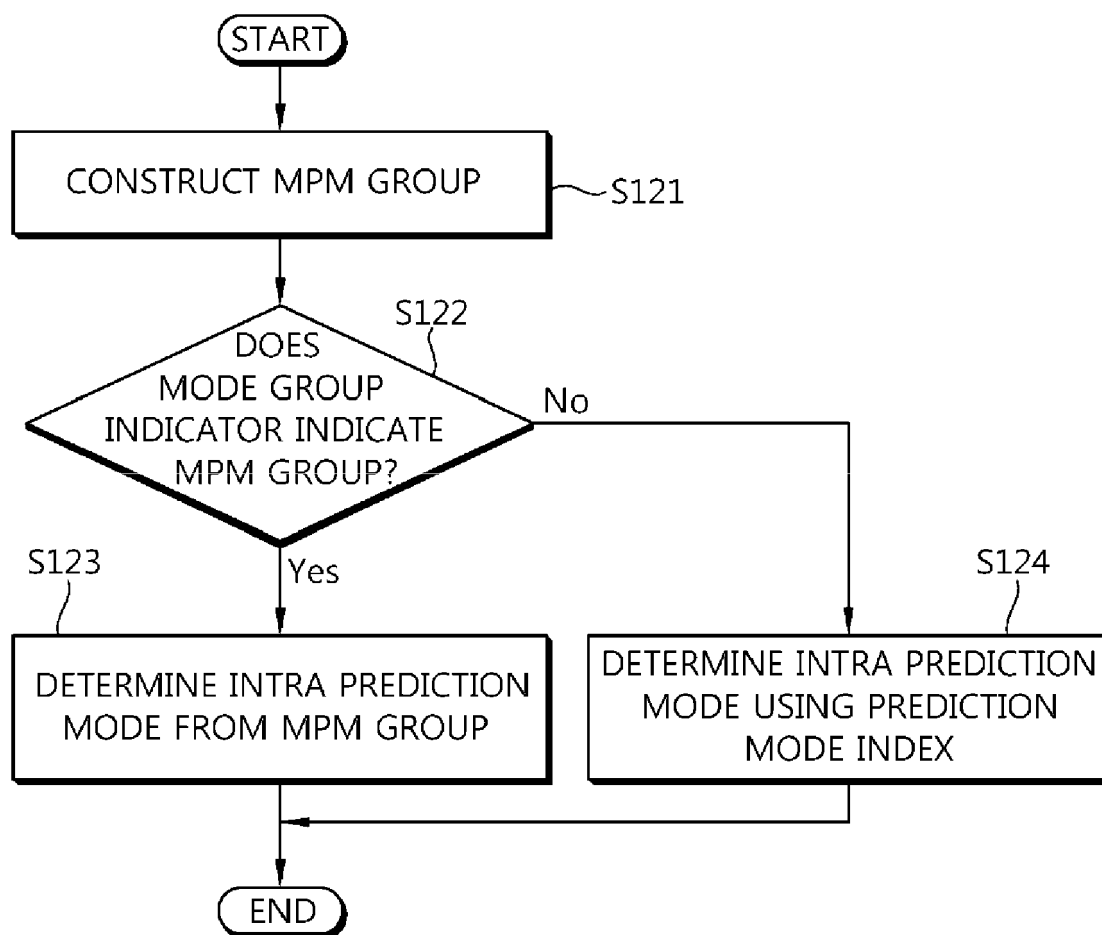 START
CONSTRUCT MPM GROUP
S121
S122
DOES
MODE GROUP
INDICATOR INDICATE
MPM GROUP?
No
Yes
S123
DETERMINE INTRA PREDICTION
MODE FROM MPM GROUP
S124
DETERMINE INTRA PREDICTION
MODE USING PREDICTION
MODE INDEX
END